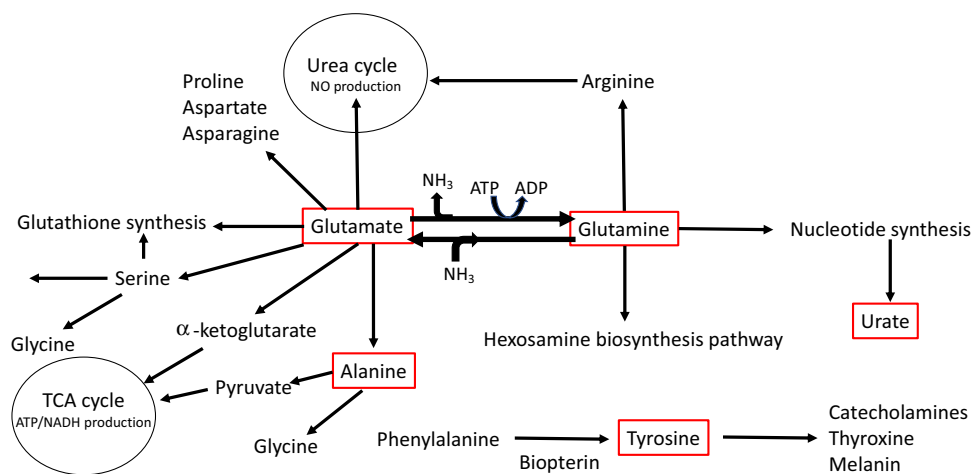 Urea cycle
NO production
Arginine
Proline
Aspartate
Asparagine
NH3
ATP
ADP
Glutathione synthesis
Glutamate
Glutamine
Nucleotide synthesis
NH3
Serine
Urate
α-ketoglutarate
Hexosamine biosynthesis pathway
Glycine
Alanine
Pyruvate
TCA cycle
ATP/NADH production
Glycine
Phenylalanine
Biopterin
Tyrosine
Catecholamines
Thyroxine
Melanin